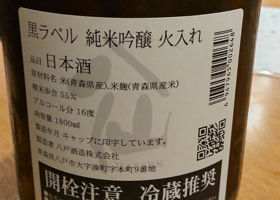 黒ラベル 純米吟醸 火入れ
品目 日本酒
原材料名 米(青森県産)、米麹(青森県産米)
精米歩合 55%
アルコール分 16度
内容量 1800ml
製造年月 キャップに印字しています。
製造者 八戸酒造株式会社
青森県八戸市大字湊町字本町9番地
開栓注意 冷蔵推奨
4947965002648